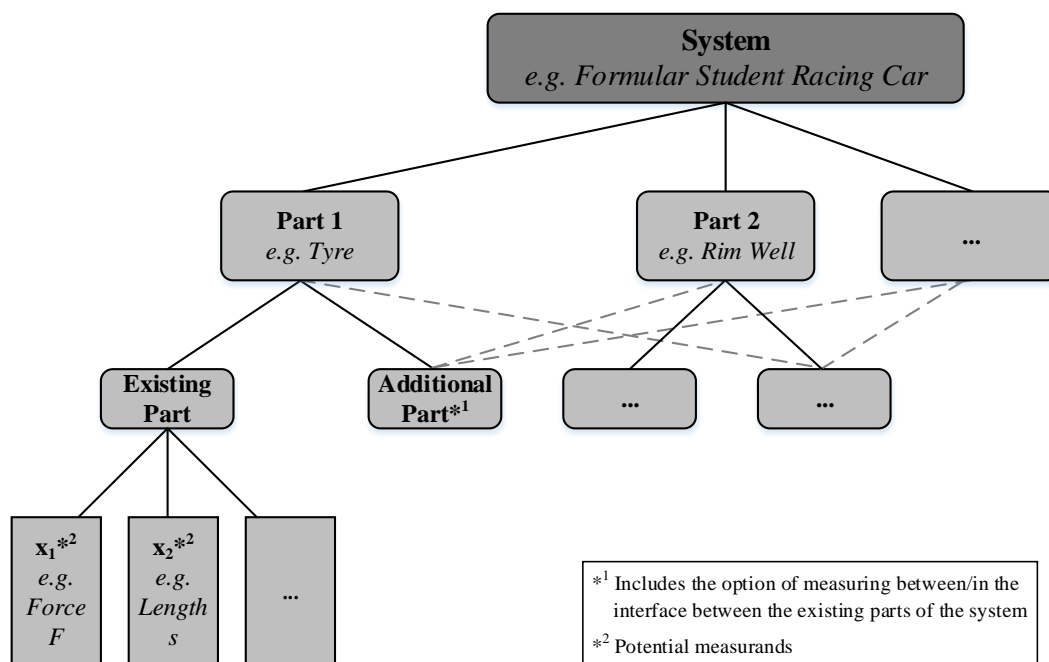 System
e.g. Formular Student Racing Car
Part 1
e.g. Tyre
Part 2
e.g. Rim Well
...
Existing
Part
Additional
Part*¹
...
...
x₁*²
e.g.
Force
F
x₂*²
e.g.
Length
s
...
*¹ Includes the option of measuring between/in the
interface between the existing parts of the system
*² Potential measurands